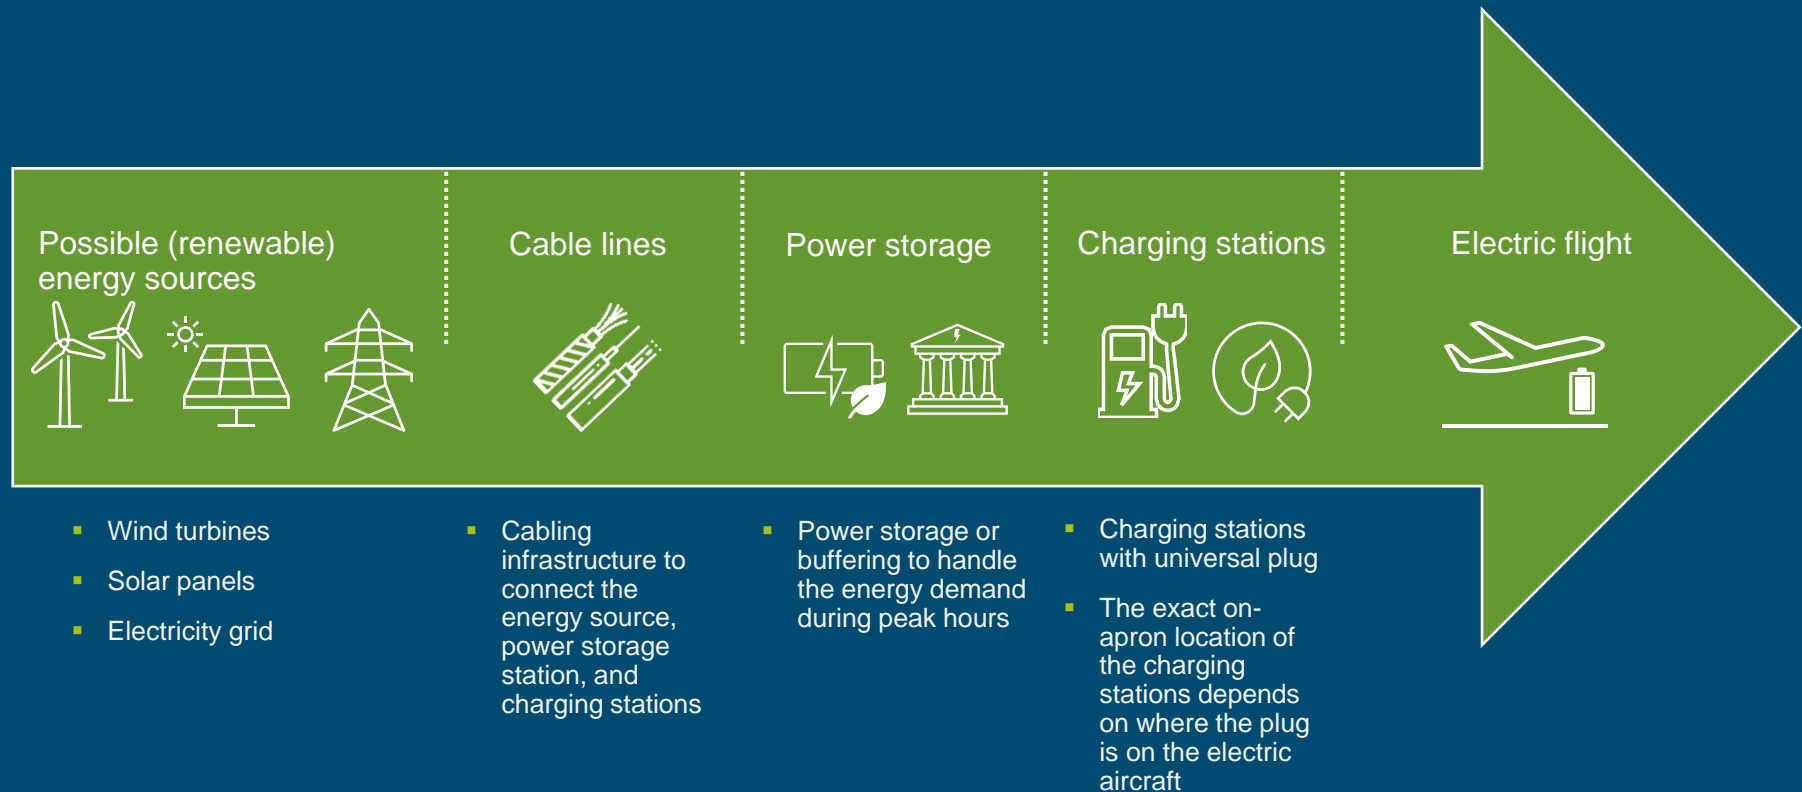 Possible (renewable)
energy sources
Cable lines
Power storage
Charging stations
Electric flight
▪ Wind turbines
▪ Solar panels
▪ Electricity grid
▪ Cabling
infrastructure to
connect the
energy source,
power storage
station, and
charging stations
▪ Power storage or
buffering to handle
the energy demand
during peak hours
▪ Charging stations
with universal plug
▪ The exact on-
apron location of
the charging
stations depends
on where the plug
is on the electric
aircraft